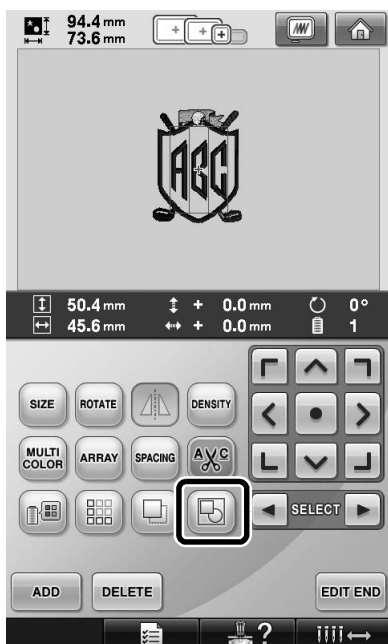 94.4 mm
73.6 mm
ABC
50.4 mm + 0.0 mm 0°
45.6 mm + 0.0 mm 1
SIZE ROTATE DENSITY
MULTI COLOR ARRAY SPACING A C
SELECT
ADD DELETE EDIT END
?